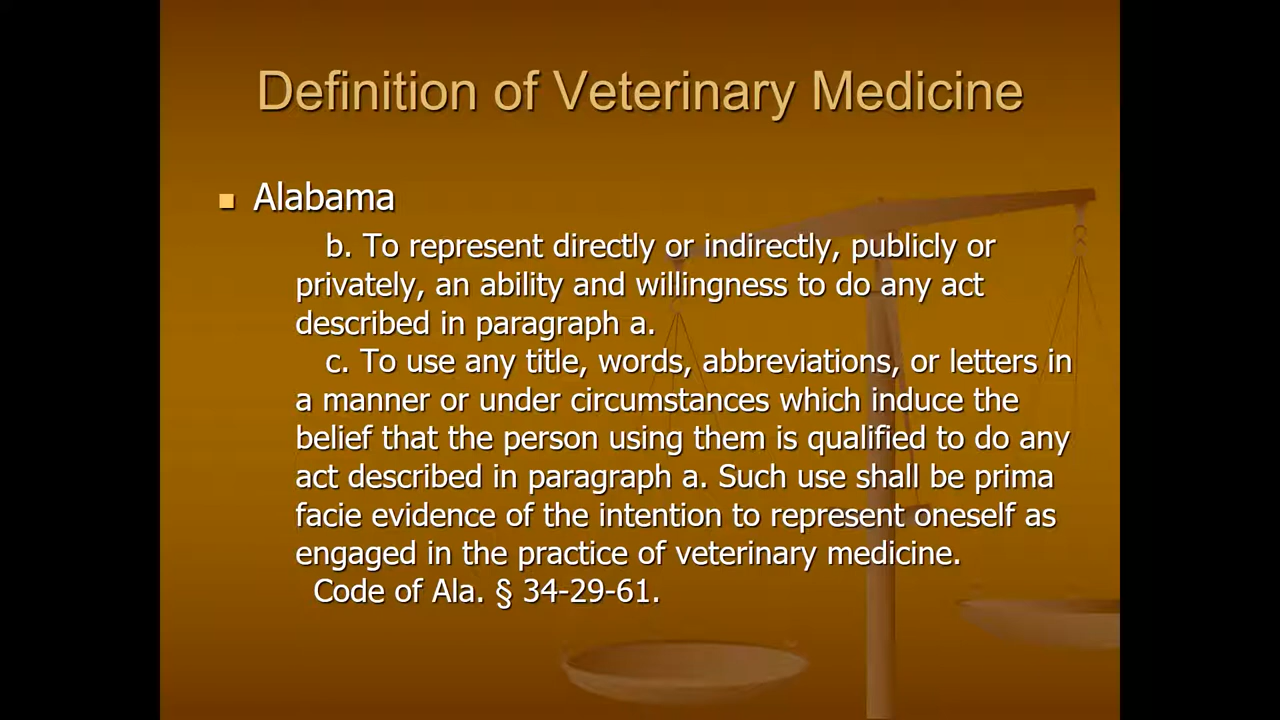 Definition of Veterinary Medicine
Alabama
b. To represent directly or indirectly, publicly or
privately, an ability and willingness to do any act
described in paragraph a.
c. To use any title, words, abbreviations, or letters in
a manner or under circumstances which induce the
belief that the person using them is qualified to do any
act described in paragraph a. Such use shall be prima
facie evidence of the intention to represent oneself as
engaged in the practice of veterinary medicine.
Code of Ala. § 34-29-61.